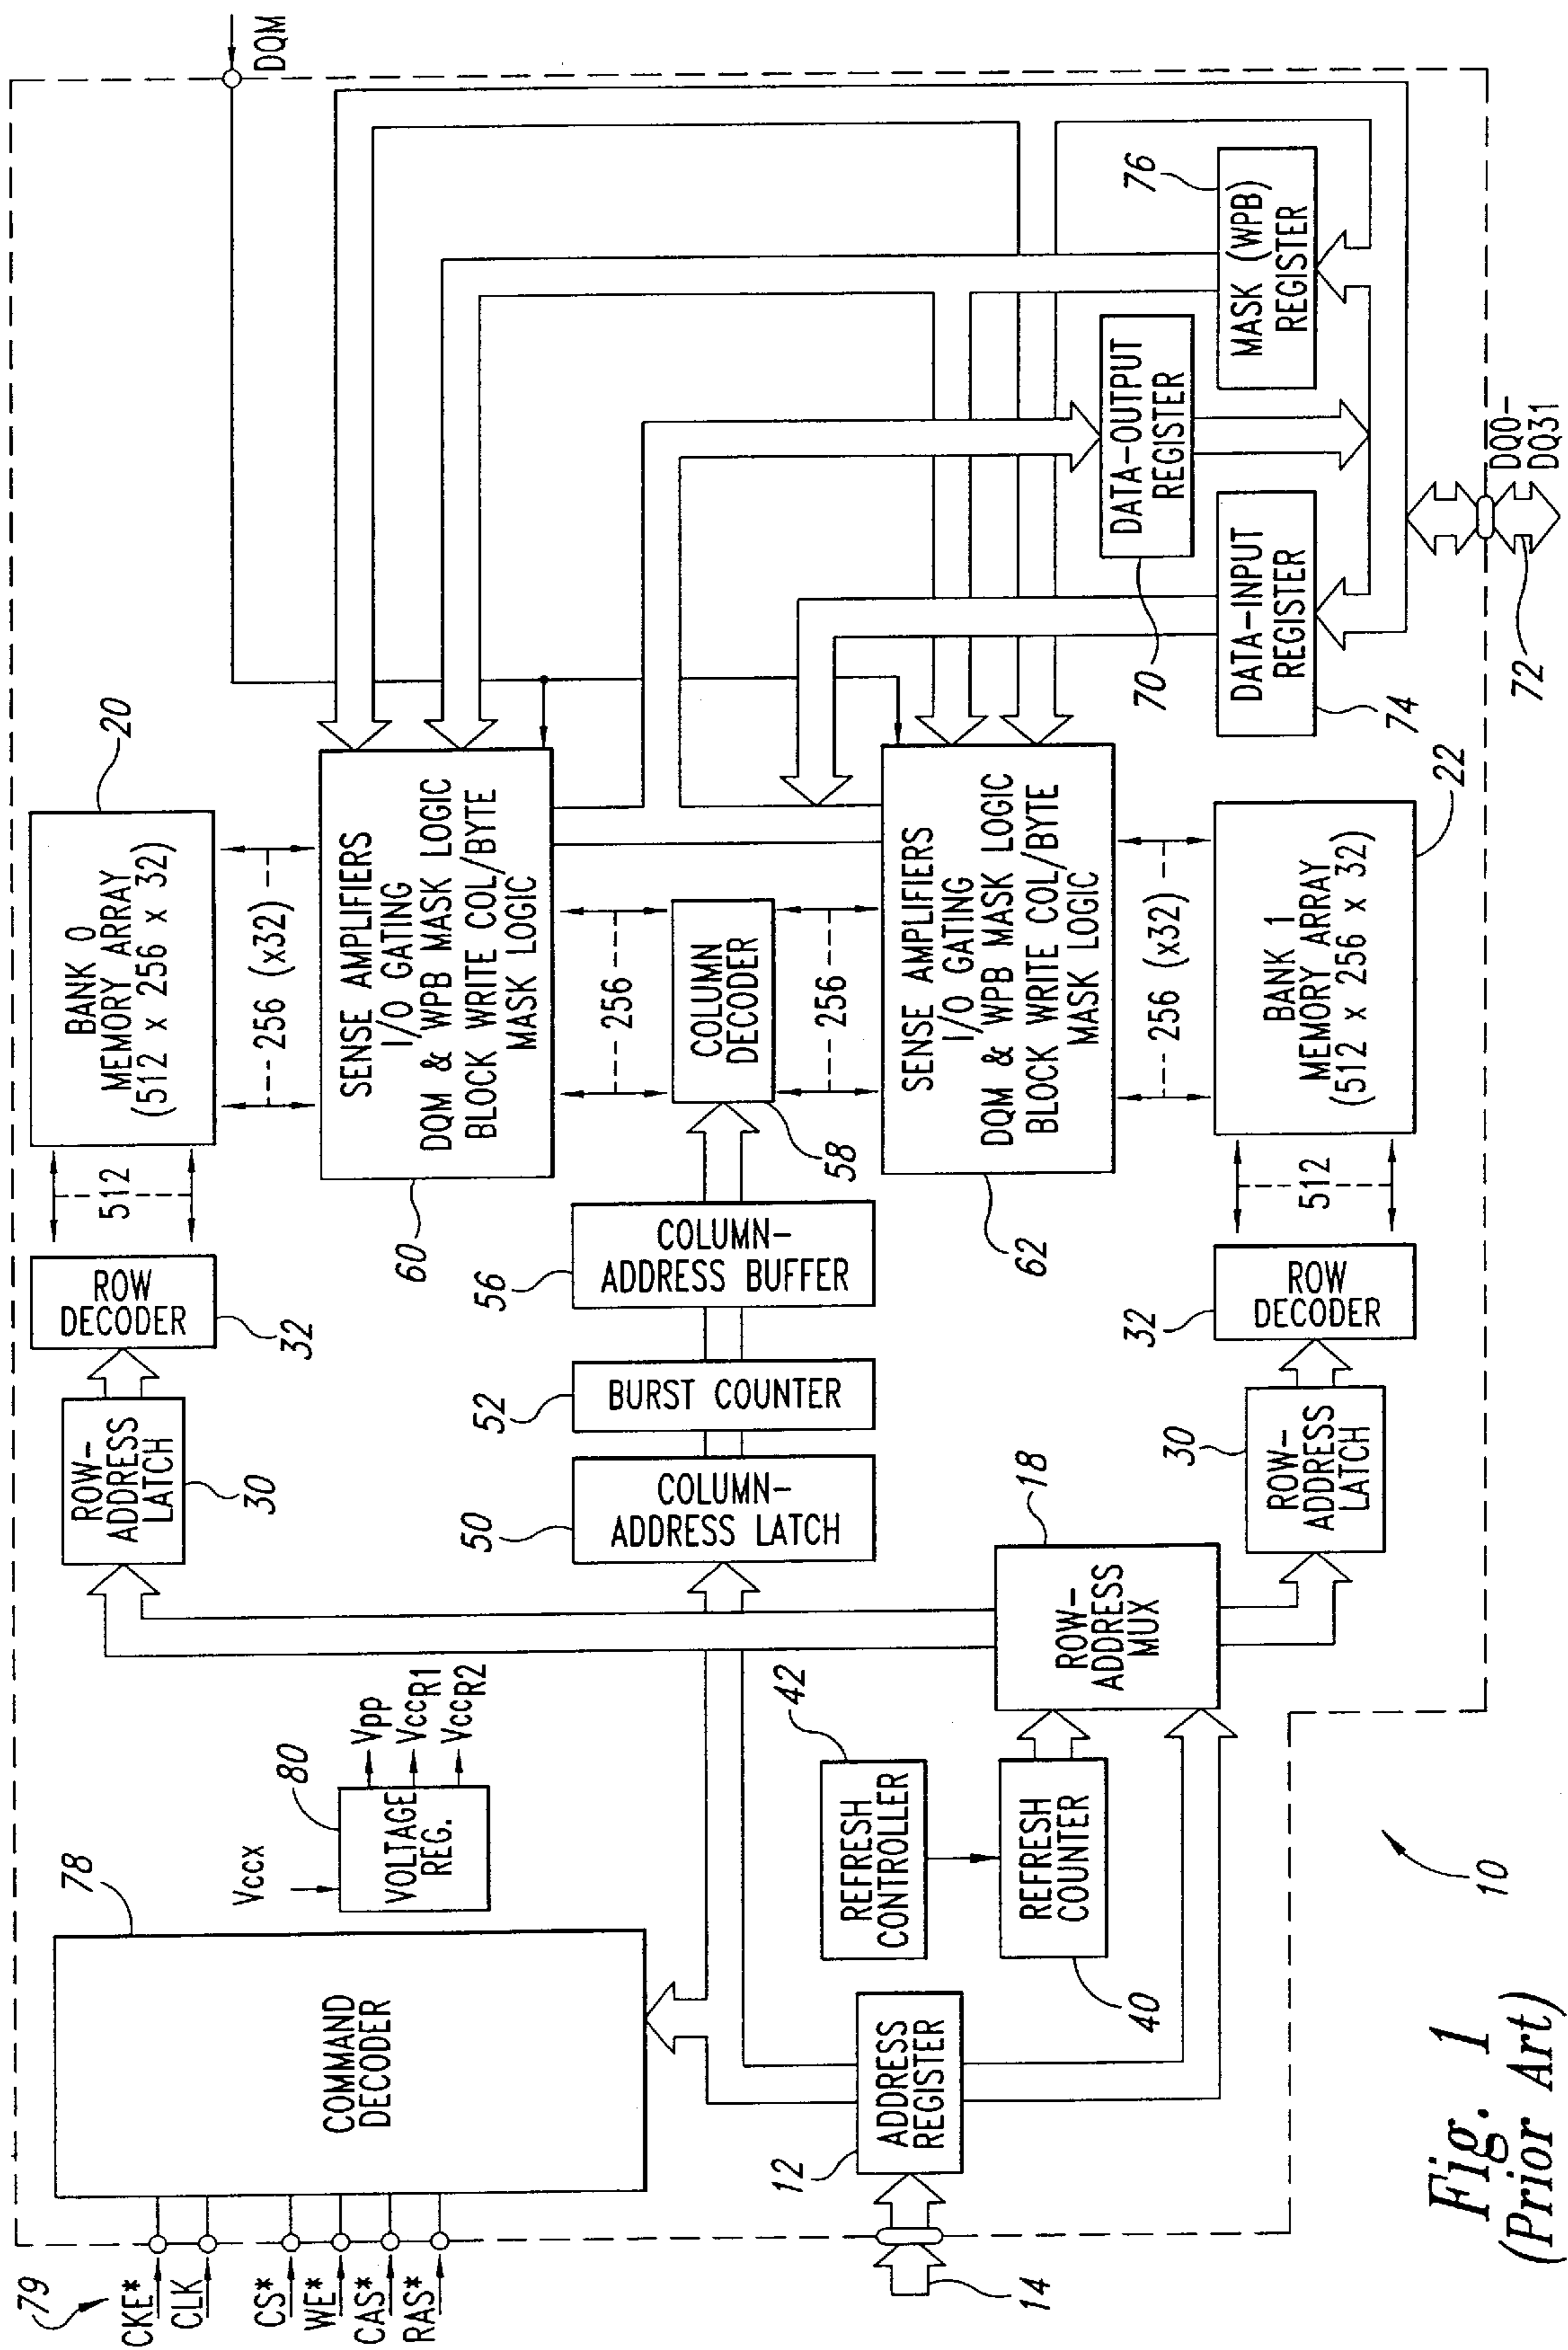 79
CKE*
CLK
CS*
WE*
CAS*
RAS*
78
COMMAND
DECODER
Vccx
80
VOLTAGE
REG.
Vpp
VccR1
VccR2
14
12
ADDRESS
REGISTER
42
REFRESH
CONTROLLER
REFRESH
COUNTER
40
18
ROW-
ADDRESS
MUX
ROW-
ADDRESS
LATCH
30
ROW
DECODER
32
512
BANK 0
MEMORY ARRAY
(512 x 256 x 32)
20
256 (x32)
SENSE AMPLIFIERS
I/O GATING
DQM & WPB MASK LOGIC
BLOCK WRITE COL/BYTE
MASK LOGIC
60
256
50
COLUMN-
ADDRESS LATCH
52
BURST COUNTER
56
COLUMN-
ADDRESS BUFFER
COLUMN
DECODER
58
256
SENSE AMPLIFIERS
I/O GATING
DQM & WPB MASK LOGIC
BLOCK WRITE COL/BYTE
MASK LOGIC
62
256 (x32)
30
ROW-
ADDRESS
LATCH
32
ROW
DECODER
512
BANK 1
MEMORY ARRAY
(512 x 256 x 32)
22
DQM
DATA-OUTPUT
REGISTER
70
76
MASK (WPB)
REGISTER
DATA-INPUT
REGISTER
74
72
DQ0-
DQ31
10
Fig. 1
(Prior Art)